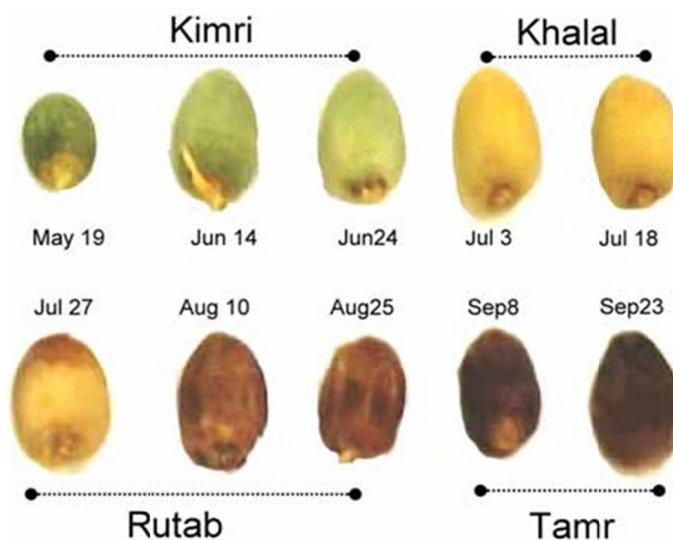 Kimri
Khalal
May 19
Jun 14
Jun24
Jul 3
Jul 18
Jul 27
Aug 10
Aug25
Sep8
Sep23
Rutab
Tamr